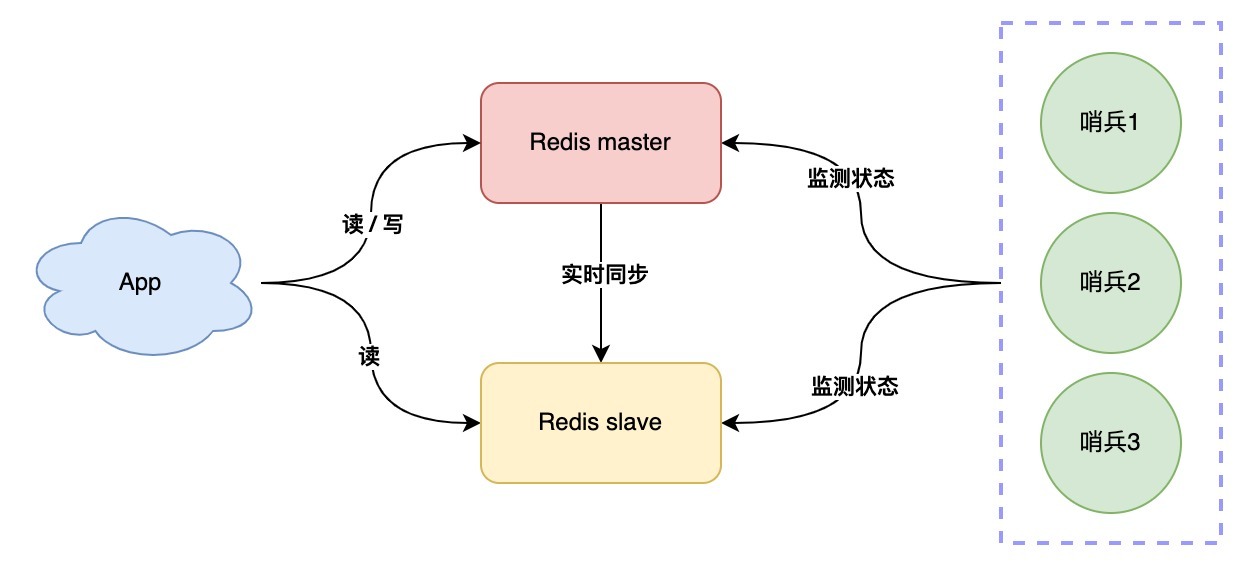 App
读 / 写
读
Redis master
实时同步
Redis slave
监测状态
监测状态
哨兵1
哨兵2
哨兵3